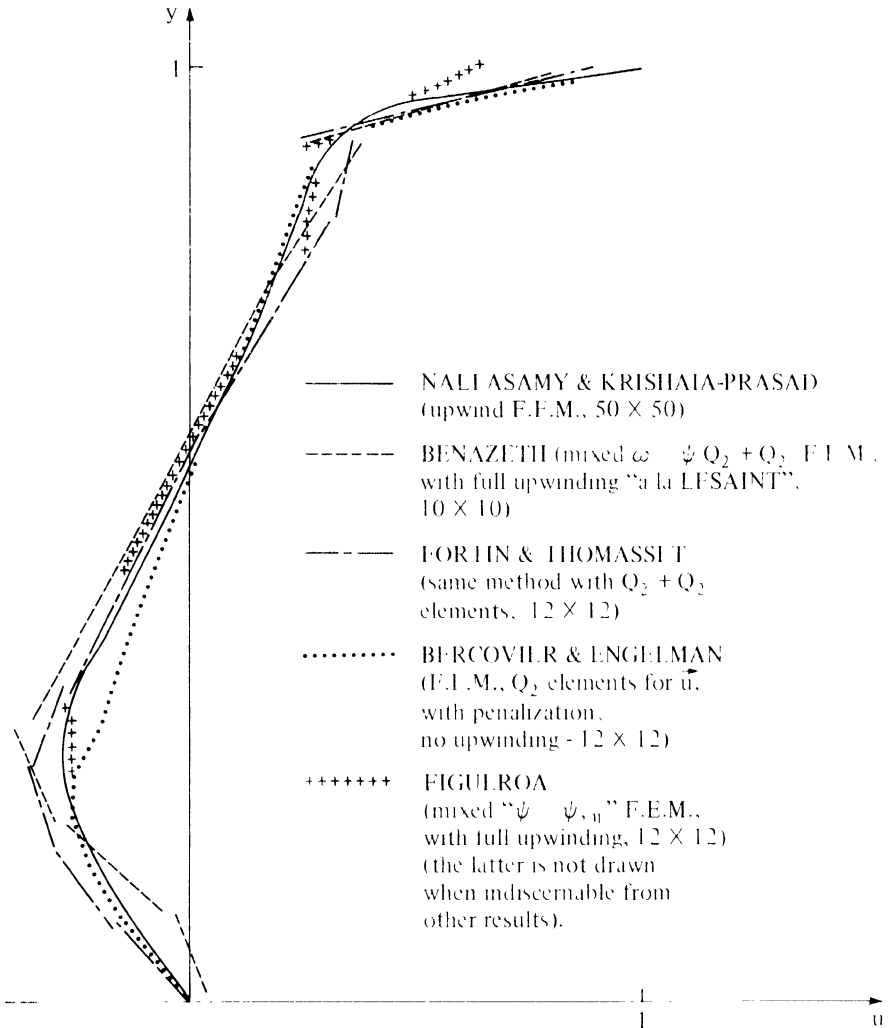 y
1
NALLASAMY & KRISHAIA-PRASAD
(upwind F.E.M., 50 × 50)
BENAZETH (mixed ω ψ Q₂ + Q₂ F.E.M.,
with full upwinding "a la LESAINT",
10 × 10)
FORTIN & THOMASSET
(same method with Q₂ + Q₂
elements, 12 × 12)
BERCOVIER & ENGELMAN
(F.E.M., Q₂ elements for u⃗,
with penalization,
no upwinding - 12 × 12)
FIGUEROA
(mixed "ψ ψ,ₙ" F.E.M.,
with full upwinding, 12 × 12)
(the latter is not drawn
when indiscernable from
other results).
1
u